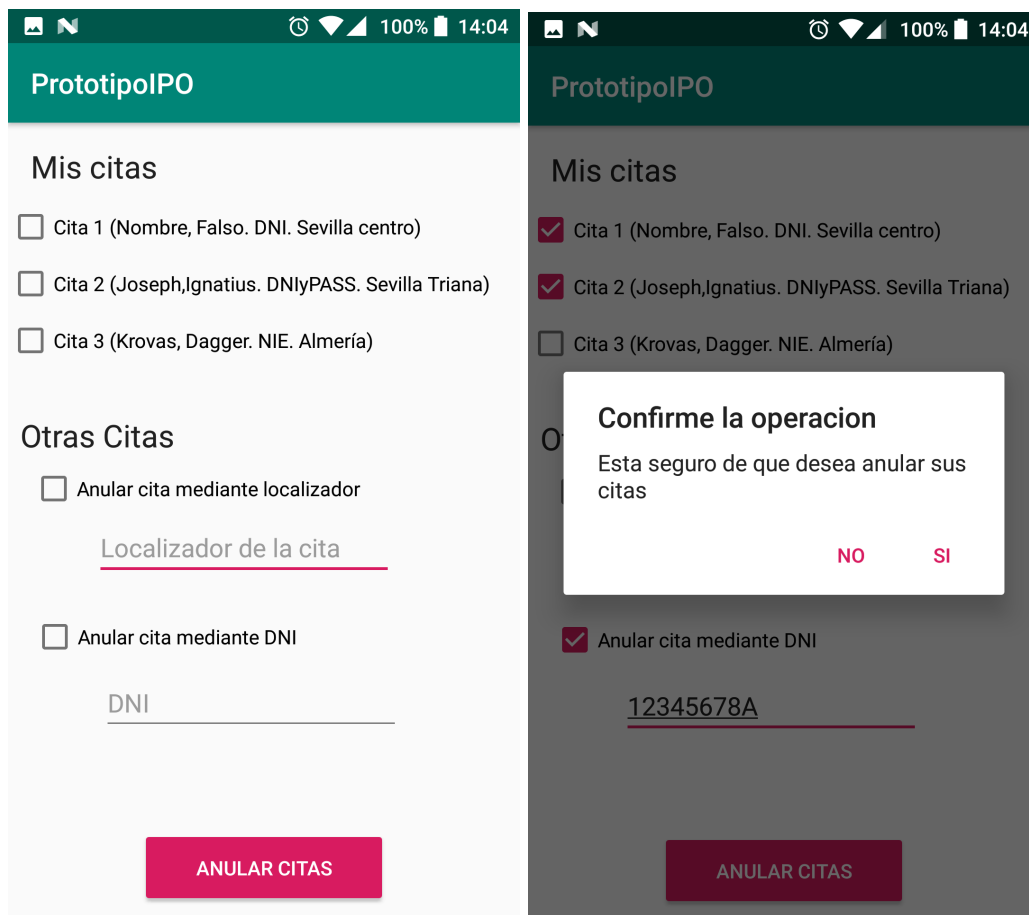 100% 14:04
PrototipoIPO
Mis citas
Cita 1 (Nombre, Falso. DNI. Sevilla centro)
Cita 2 (Joseph,Ignatius. DNIyPASS. Sevilla Triana)
Cita 3 (Krovas, Dagger. NIE. Almería)
Otras Citas
Anular cita mediante localizador
Localizador de la cita
Anular cita mediante DNI
DNI
ANULAR CITAS
100% 14:04
PrototipoIPO
Mis citas
Cita 1 (Nombre, Falso. DNI. Sevilla centro)
Cita 2 (Joseph,Ignatius. DNIyPASS. Sevilla Triana)
Cita 3 (Krovas, Dagger. NIE. Almería)
Confirme la operacion
Esta seguro de que desea anular sus
citas
NO SI
Anular cita mediante DNI
12345678A
ANULAR CITAS